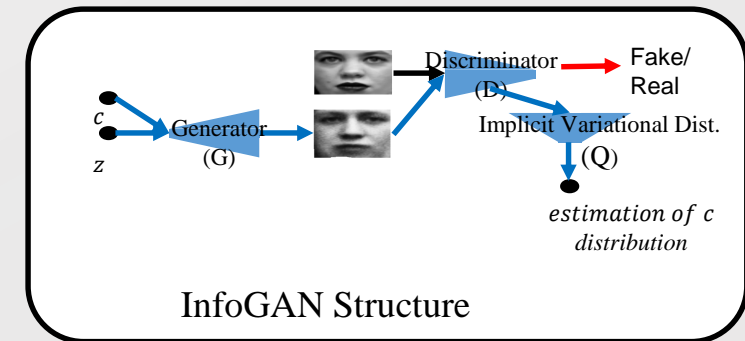 Discriminator
(D)
Fake/
Real
c
z
Generator
(G)
Implicit Variational Dist.
(Q)
estimation of c
distribution
InfoGAN Structure